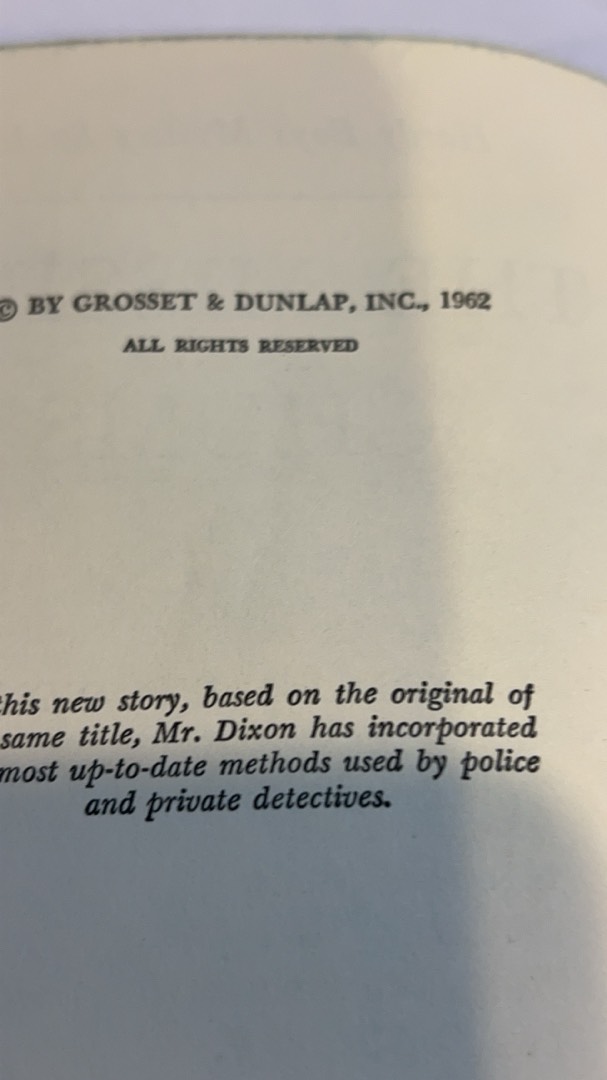 © BY GROSSET & DUNLAP, INC., 1962
ALL RIGHTS RESERVED
this new story, based on the original of
same title, Mr. Dixon has incorporated
most up-to-date methods used by police
and private detectives.